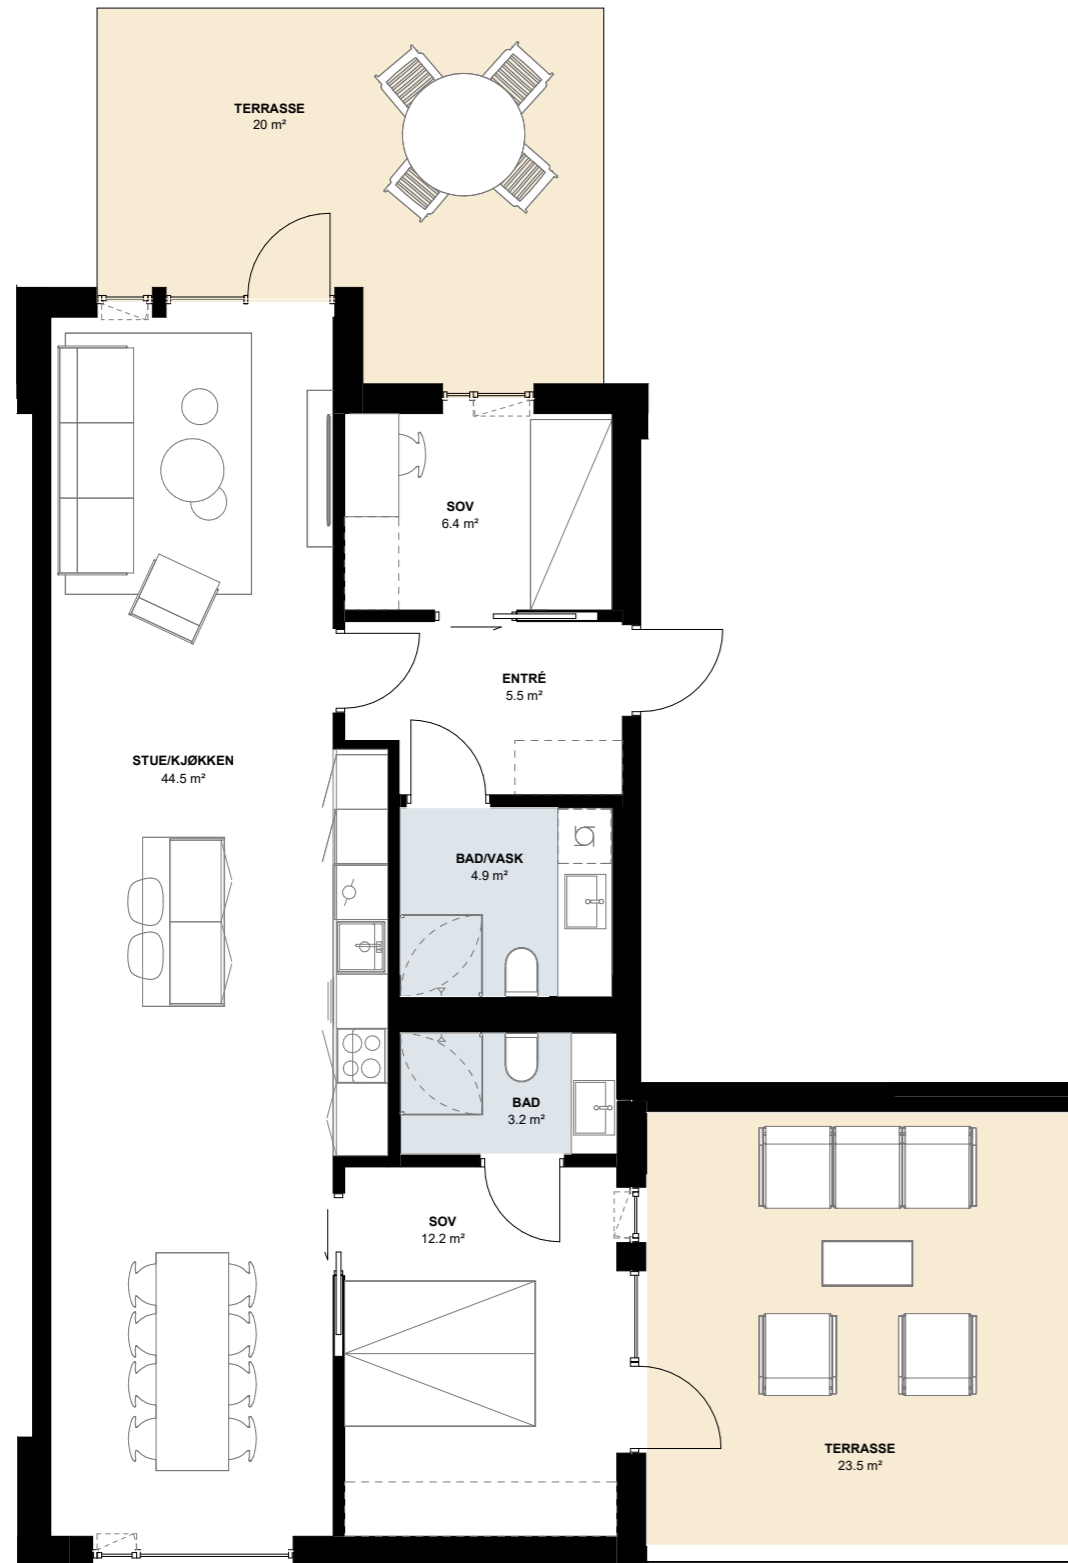 TERRASSE
20 m²
SOV
6.4 m²
ENTRÉ
5.5 m²
STUE/KJØKKEN
44.5 m²
BAD/VASK
4.9 m²
BAD
3.2 m²
SOV
12.2 m²
TERRASSE
23.5 m²